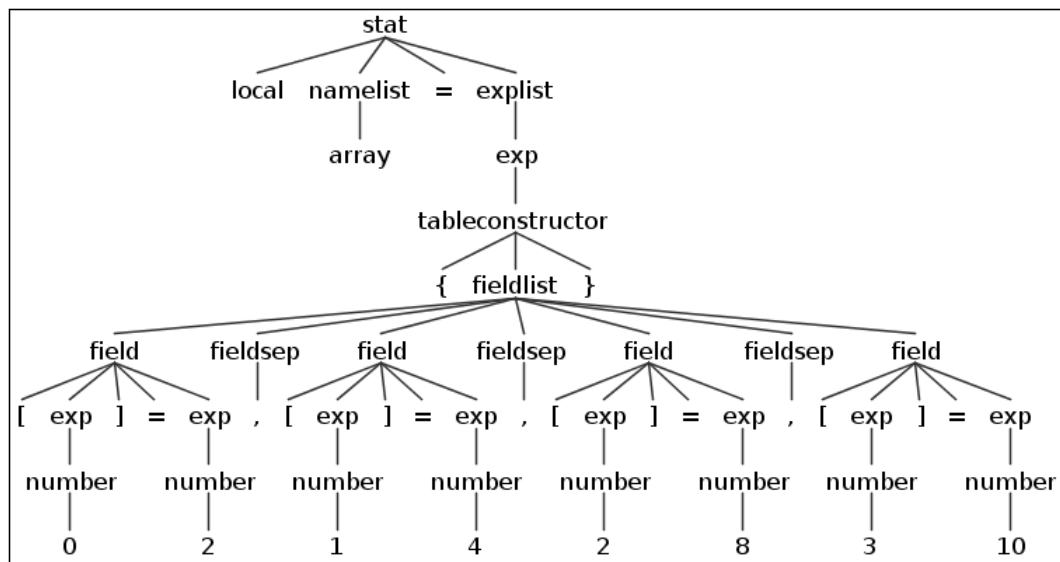 stat
local namelist = explist
array exp
tableconstructor
{ fieldlist }
field fieldsep field fieldsep field fieldsep field
[ exp ] = exp , [ exp ] = exp , [ exp ] = exp , [ exp ] = exp
number number number number number number number number
0 2 1 4 2 8 3 10